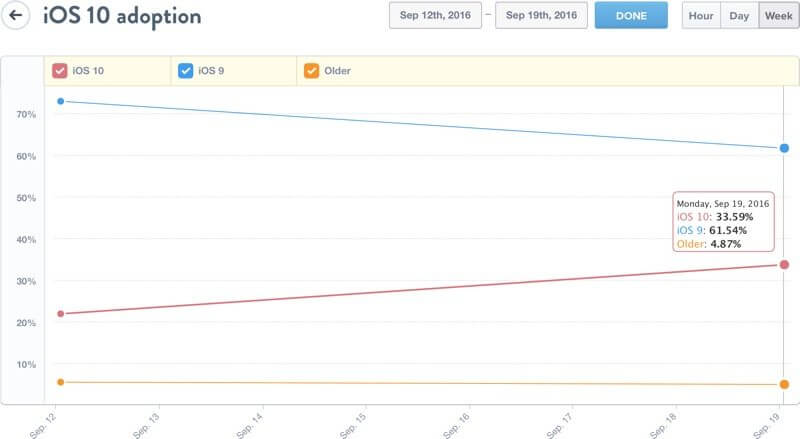 iOS 10 adoption
Sep 12th, 2016 – Sep 19th, 2016 DONE Hour Day Week
iOS 10 iOS 9 Older
70%
60%
50%
Monday, Sep 19, 2016
iOS 10: 33.59%
iOS 9: 61.54%
Older: 4.87%
40%
30%
20%
10%
Sep. 12 Sep. 13 Sep. 14 Sep. 15 Sep. 16 Sep. 17 Sep. 18 Sep. 19